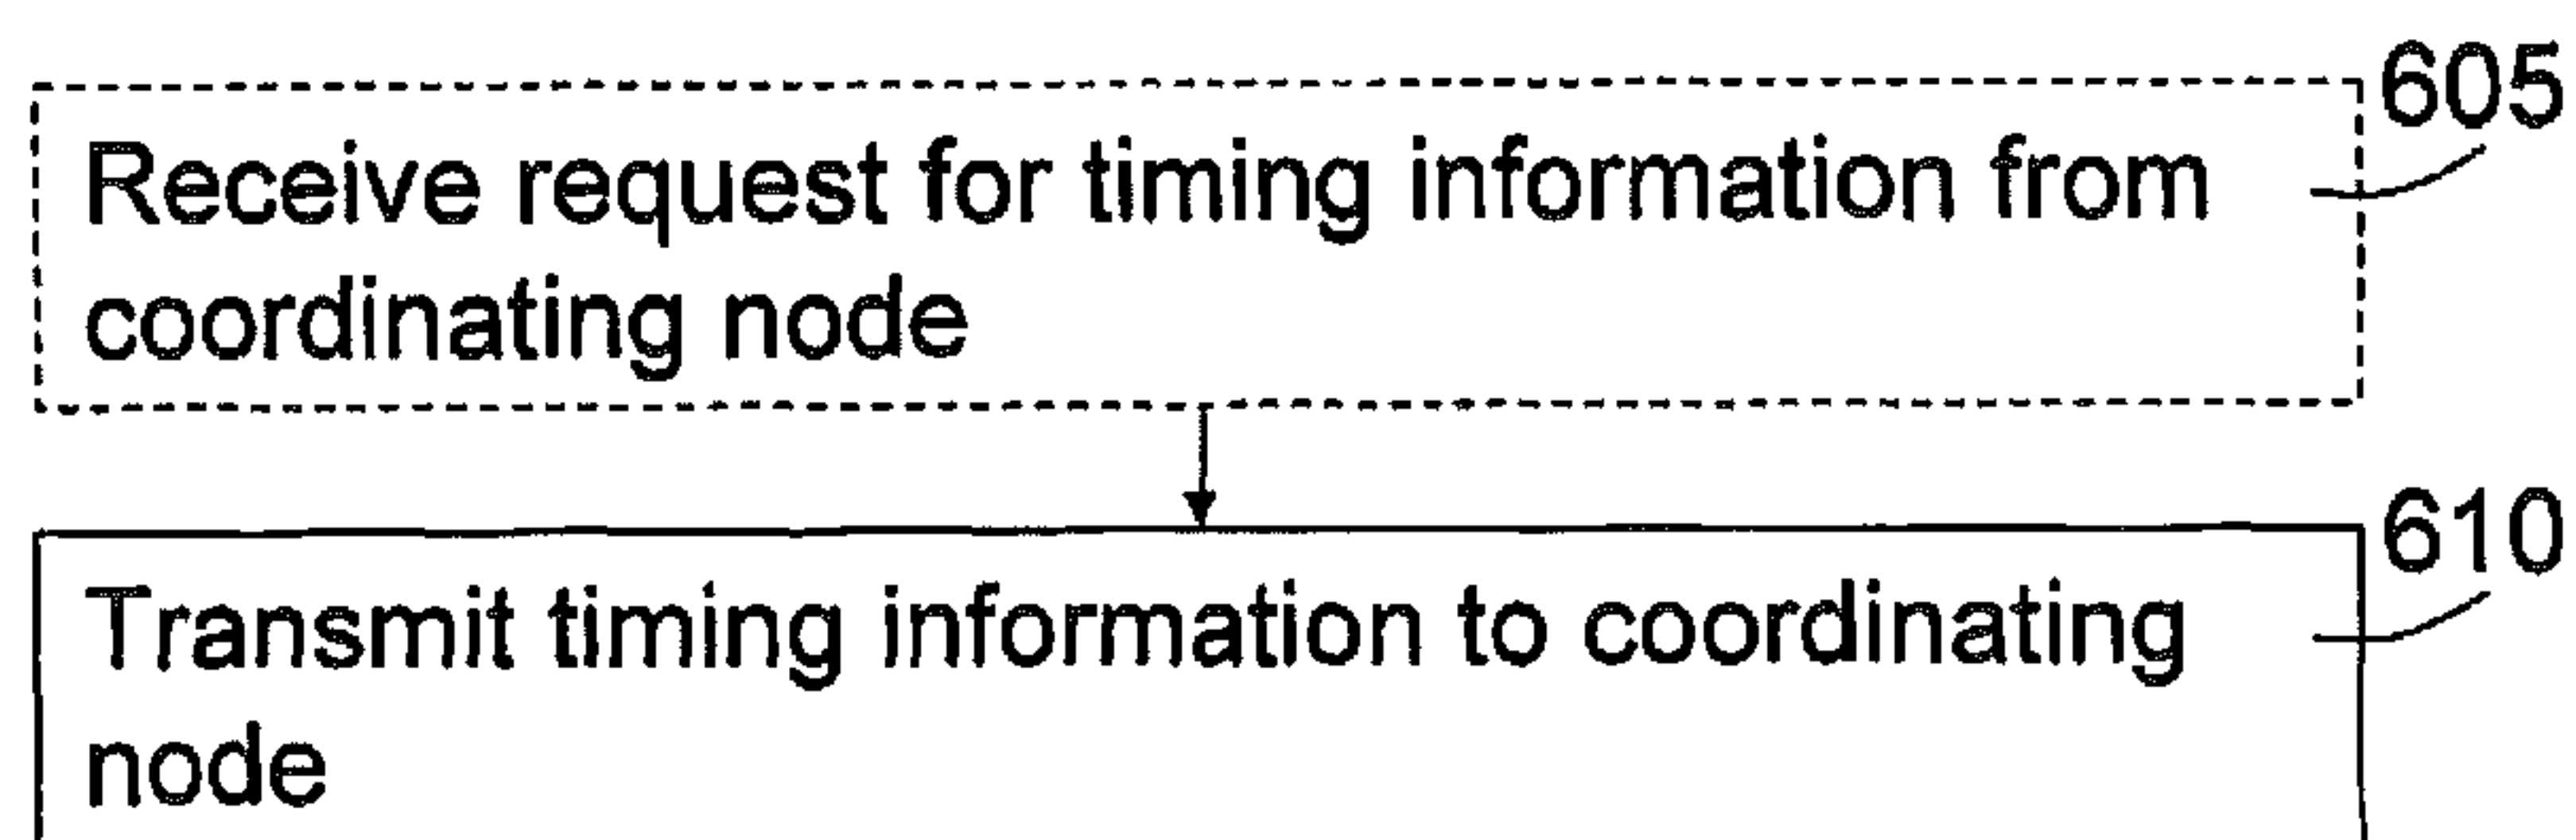 605
Receive request for timing information from
coordinating node
610
Transmit timing information to coordinating
node